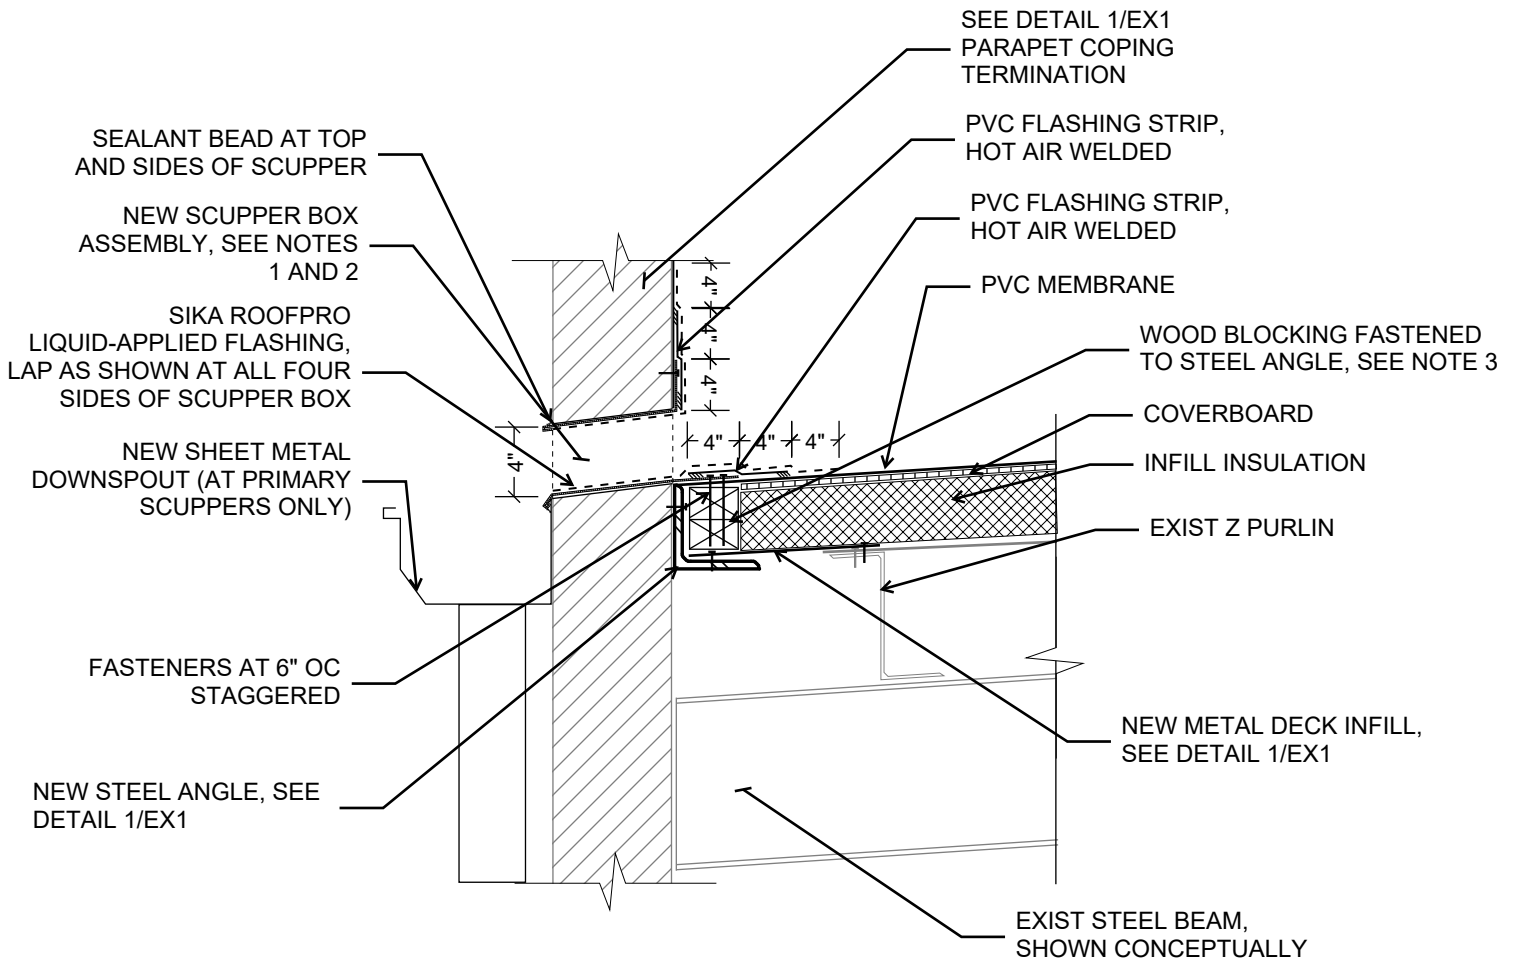 SEE DETAIL 1/EX1
PARAPET COPING
TERMINATION
SEALANT BEAD AT TOP
AND SIDES OF SCUPPER
PVC FLASHING STRIP,
HOT AIR WELDED
NEW SCUPPER BOX
ASSEMBLY, SEE NOTES
1 AND 2
PVC FLASHING STRIP,
HOT AIR WELDED
PVC MEMBRANE
SIKA ROOFPRO
LIQUID-APPLIED FLASHING,
LAP AS SHOWN AT ALL FOUR
SIDES OF SCUPPER BOX
WOOD BLOCKING FASTENED
TO STEEL ANGLE, SEE NOTE 3
COVERBOARD
NEW SHEET METAL
DOWNSPOUT (AT PRIMARY
SCUPPERS ONLY)
INFILL INSULATION
EXIST Z PURLIN
4"
4"
4"
4"
4"
4"
4"
FASTENERS AT 6" OC
STAGGERED
NEW METAL DECK INFILL,
SEE DETAIL 1/EX1
NEW STEEL ANGLE, SEE
DETAIL 1/EX1
EXIST STEEL BEAM,
SHOWN CONCEPTUALLY